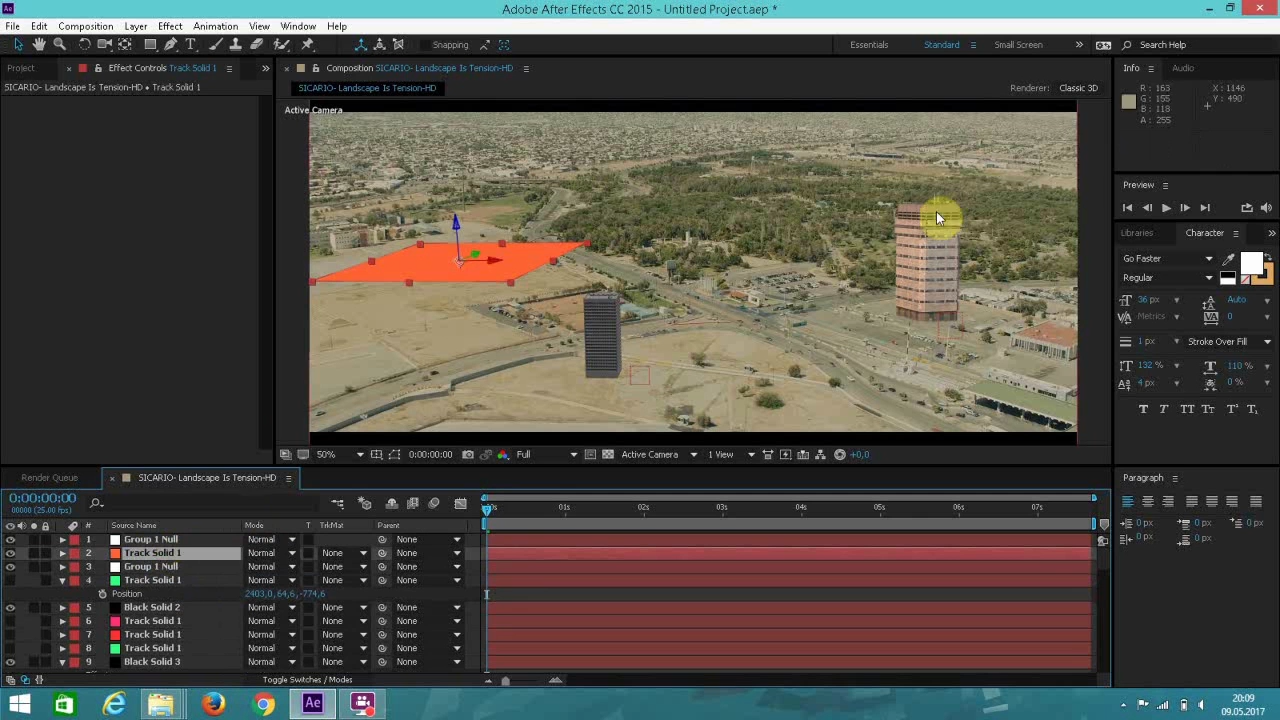 Adobe After Effects CC 2015 - Untitled Project.aep *
File Edit Composition Layer Effect Animation View Window Help
Snapping
Essentials Standard Small Screen Search Help
Project Effect Controls Track Solid 1
SICARIO- Landscape Is Tension-HD • Track Solid 1
Composition SICARIO- Landscape Is Tension-HD
SICARIO- Landscape Is Tension-HD
Renderer: Classic 3D
Active Camera
Info Audio
R : 163 X : 1146
G : 155 Y : 490
B : 118
A : 255
Preview
Libraries Character
Go Faster
Regular
36 px Auto
Metrics 0
1 px Stroke Over Fill
132 % 110 %
4 px 0 %
T T TT Tт T¹ T₁
50% 0:00:00:00 Full Active Camera 1 View +0,0
Render Queue SICARIO- Landscape Is Tension-HD
0:00:00:00
00000 (25.00 fps)
01s 02s 03s 04s 05s 06s 07s
# Source Name Mode T TrkMat Parent
1 Group 1 Null Normal None
2 Track Solid 1 Normal None None
3 Group 1 Null Normal None None
4 Track Solid 1 Normal None None
Position 2403,0,64,6,-774,6
5 Black Solid 2 Normal None None
6 Track Solid 1 Normal None None
7 Track Solid 1 Normal None None
8 Track Solid 1 Normal None None
9 Black Solid 3 Normal None None
Toggle Switches / Modes
Paragraph
0 px 0 px 0 px
0 px 0 px
Ae
20:09
09.05.2017